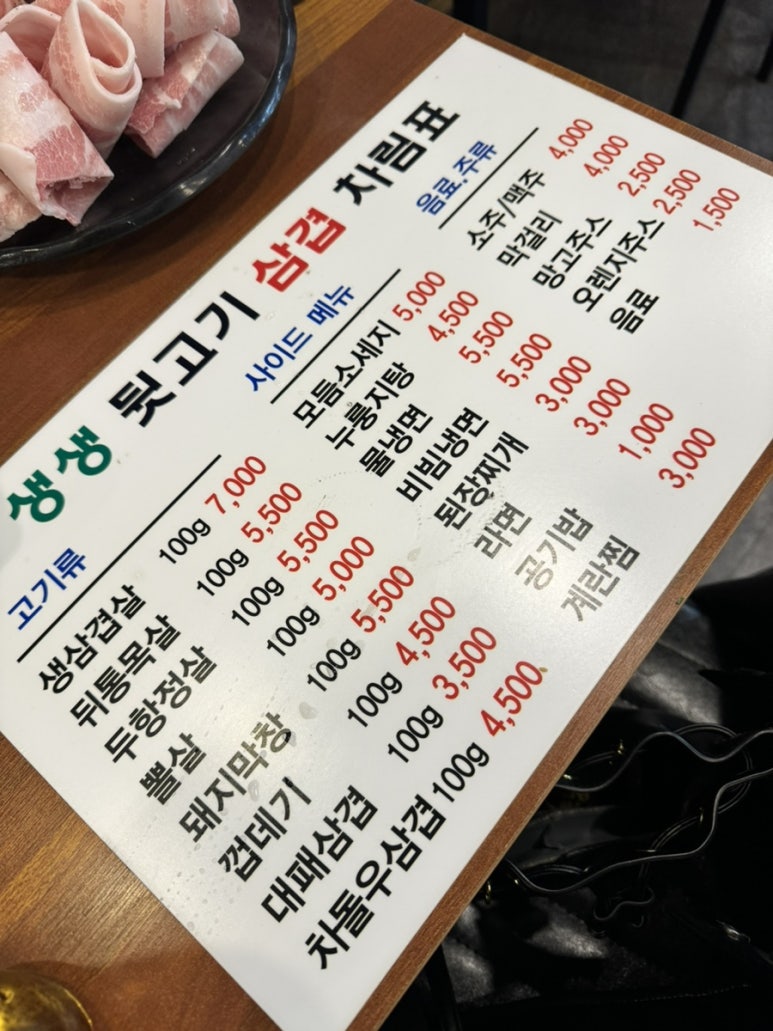 생생 뒷고기 삼겹 차림표
고기류
생삼겹살 100g 7,000
뒤통목살 100g 5,500
두항정살 100g 5,500
뽈살 100g 5,000
돼지막창 100g 5,500
껍데기 100g 4,500
대패삼겹 100g 3,500
차돌우삼겹 100g 4,500
사이드 메뉴
모듬소세지 5,000
누룽지탕 4,500
물냉면 5,500
비빔냉면 5,500
된장찌개 3,000
라면 3,000
공기밥 1,000
계란찜 3,000
음료.주류
소주/맥주 4,000
막걸리 4,000
망고주스 2,500
오렌지주스 2,500
음료 1,500